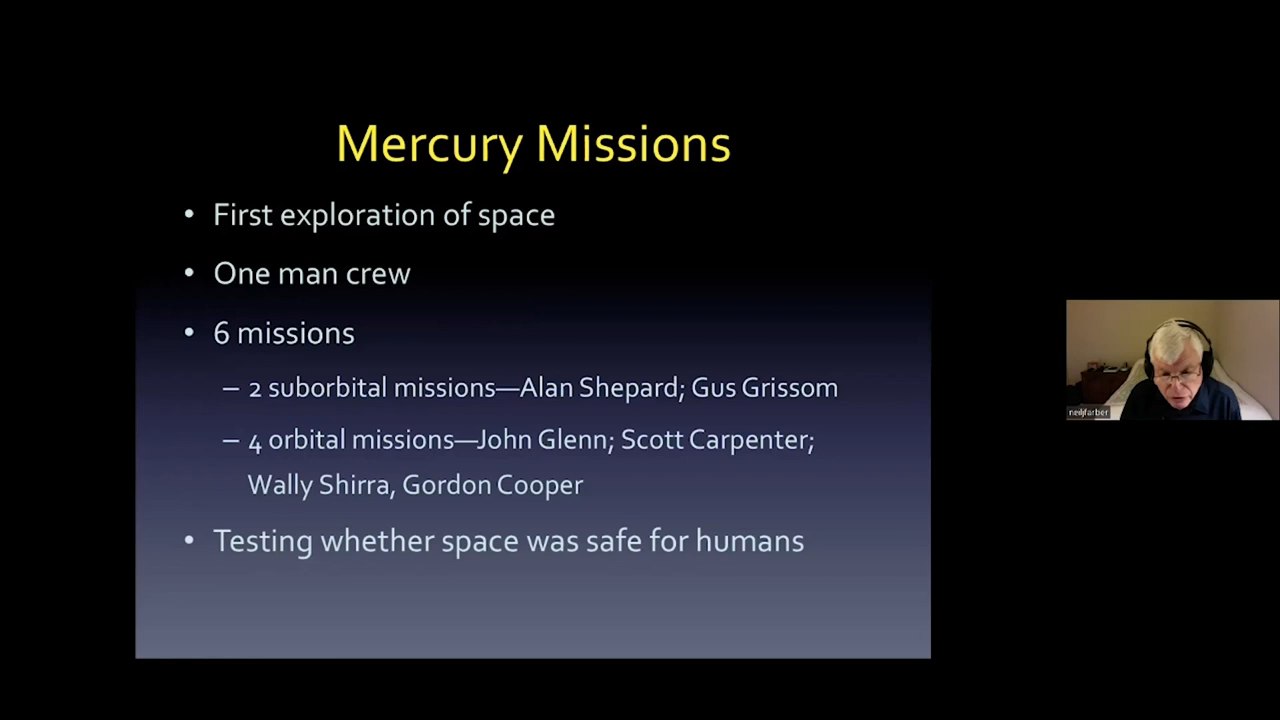 Mercury Missions
• First exploration of space
• One man crew
• 6 missions
– 2 suborbital missions—Alan Shepard; Gus Grissom
– 4 orbital missions—John Glenn; Scott Carpenter;
Wally Shirra, Gordon Cooper
• Testing whether space was safe for humans
neiljfarber